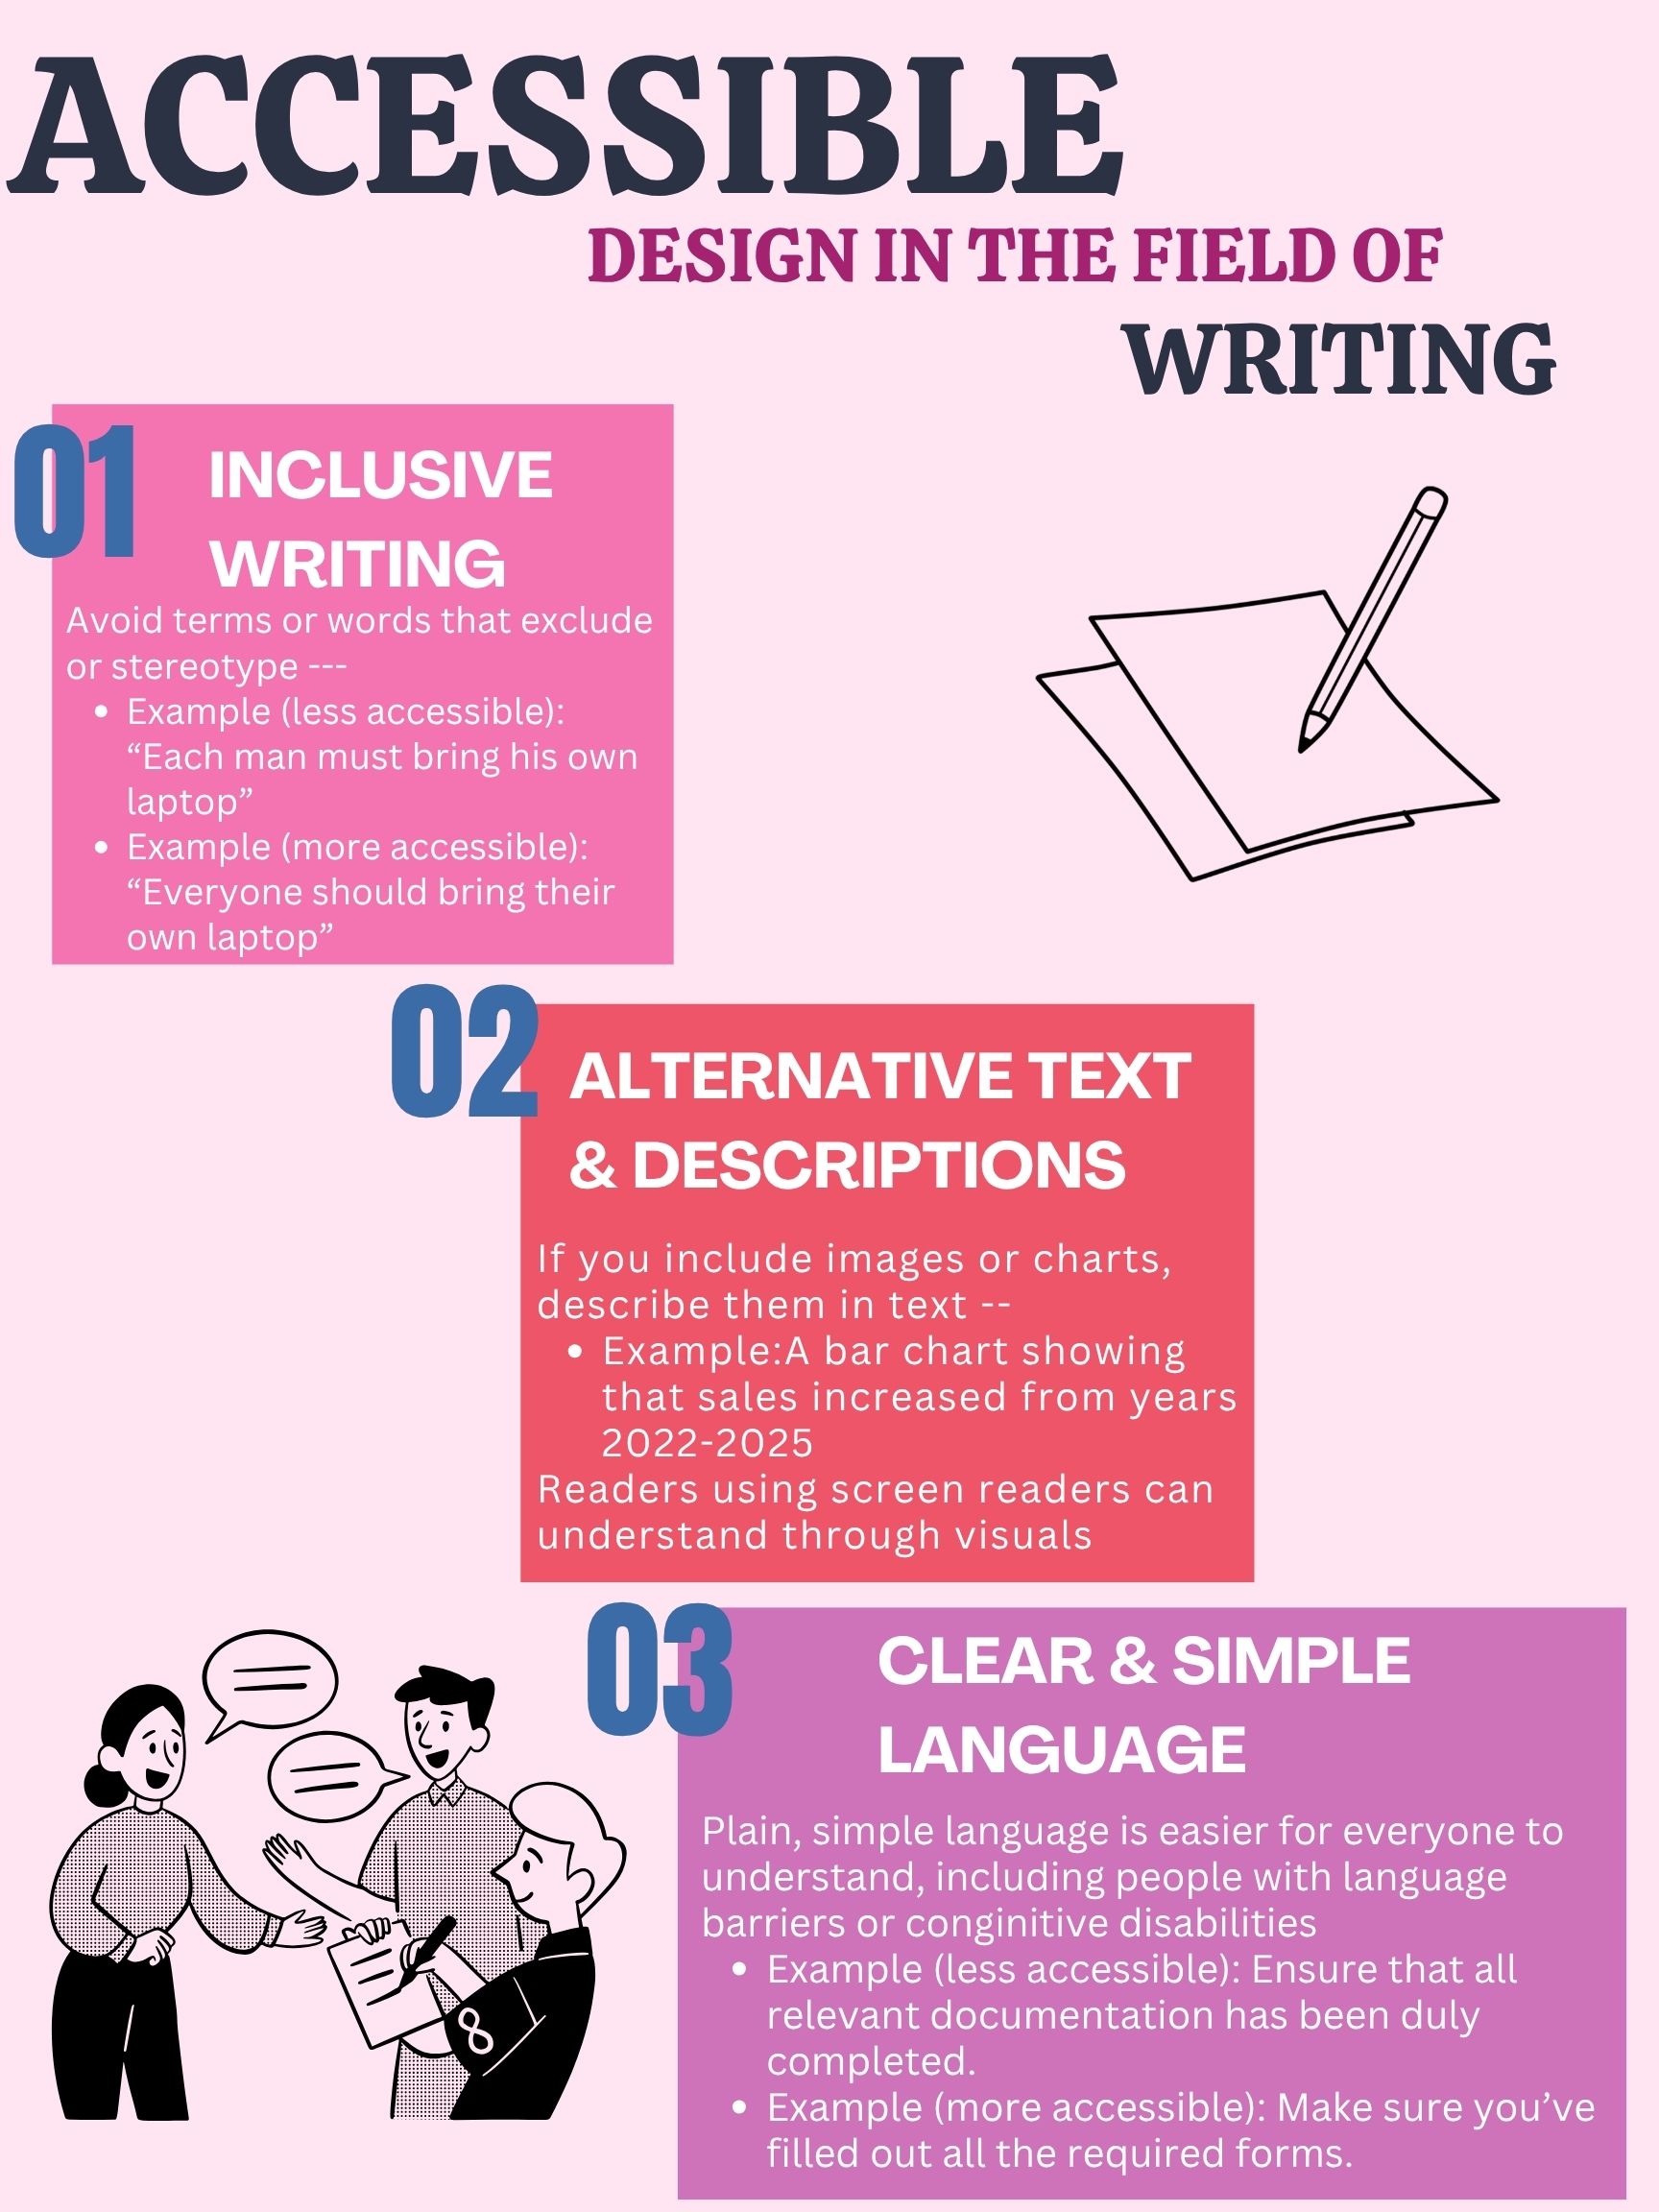 ACCESSIBLE
DESIGN IN THE FIELD OF
WRITING
01
INCLUSIVE
WRITING
Avoid terms or words that exclude
or stereotype ---
• Example (less accessible):
“Each man must bring his own
laptop”
• Example (more accessible):
“Everyone should bring their
own laptop”
02
ALTERNATIVE TEXT
& DESCRIPTIONS
If you include images or charts,
describe them in text --
• Example:A bar chart showing
that sales increased from years
2022-2025
Readers using screen readers can
understand through visuals
03
CLEAR & SIMPLE
LANGUAGE
Plain, simple language is easier for everyone to
understand, including people with language
barriers or conginitive disabilities
• Example (less accessible): Ensure that all
relevant documentation has been duly
completed.
• Example (more accessible): Make sure you’ve
filled out all the required forms.
8